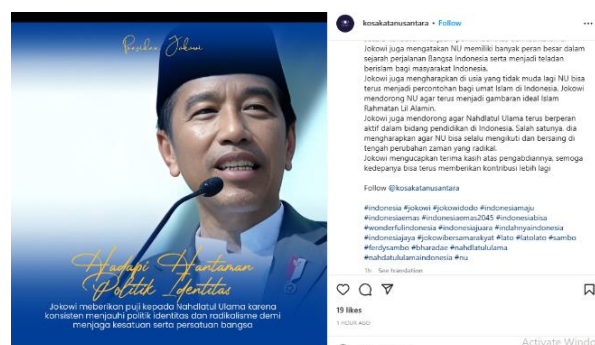 Presiden Jokowi
Hadapi Hantaman
Politik Identitas
Jokowi meberikan puji kepada Nahdlatul Ulama karena
konsisten menjauhi politik identitas dan radikalisme demi
menjaga kesatuan serta persatuan bangsa
kosakatanusantara • Follow
Jokowi juga mengatakan NU memiliki banyak peran besar dalam
sejarah perjalanan Bangsa Indonesia serta menjadi teladan
berislam bagi masyarakat Indonesia.
Jokowi juga mengharapkan di usia yang tidak muda lagi NU bisa
terus menjadi percontohan bagi umat Islam di Indonesia. Jokowi
mendorong NU agar terus menjadi gambaran ideal Islam
Rahmatan Lil Alamin.
Jokowi juga mendorong agar Nahdlatul Ulama terus berperan
aktif dalam bidang pendidikan di Indonesia. Salah satunya, dia
mengharapkan agar NU bisa selalu mengikuti dan bersaing di
tengah perubahan zaman yang radikal.
Jokowi mengucapkan terima kasih atas pengabdiannya, semoga
kedepanya bisa terus memberikan kontribusi lebih lagi
Follow @kosakatanusantara
#indonesia #jokowi #jokowidodo #indonesiamaju
#indonesiaemas #indonesiaemas2045 #indonesiabisa
#wonderfulindonesia #indonesiajuara #indahnyaindonesia
#indonesiajaya #jokowibersamarakyat #lato #latolato #sambo
#ferdysambo #bharadae #nahdlatululama
#nahdatululamaindonesia #nu
1h See translation
19 likes
1 HOUR AGO
Activate Windo